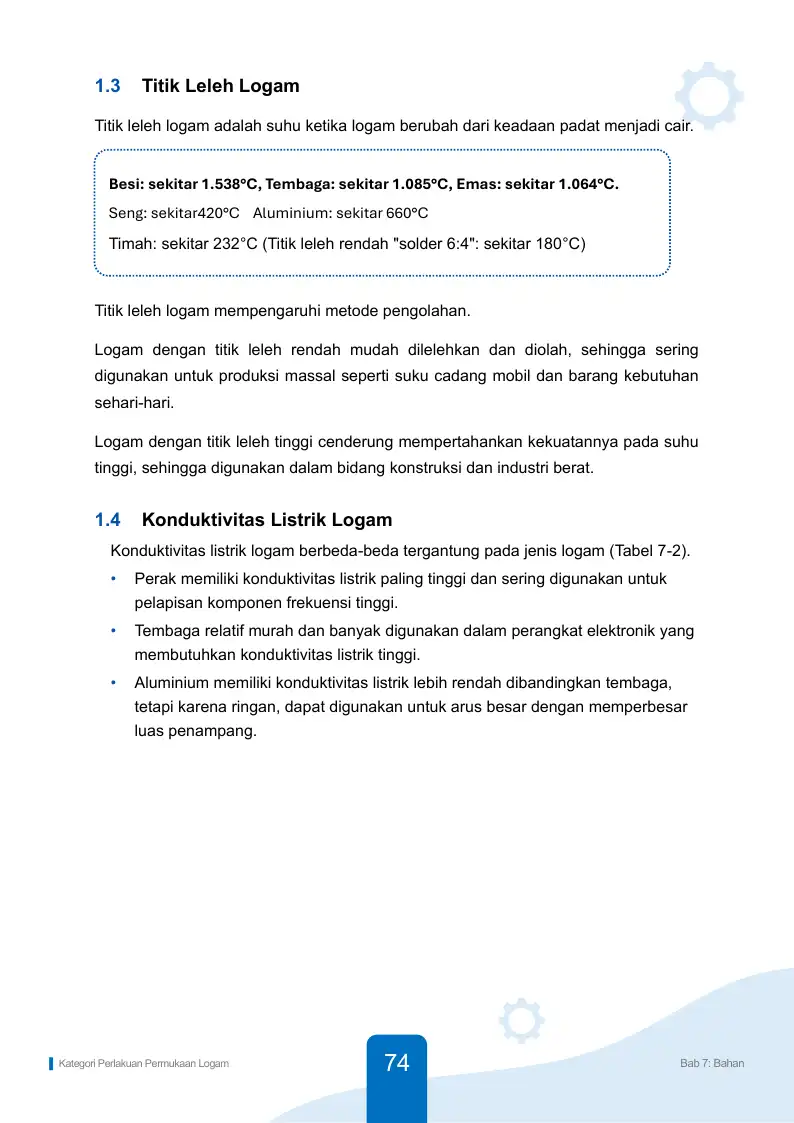 1.3 Titik Leleh Logam
Titik leleh logam adalah suhu ketika logam berubah dari keadaan padat menjadi cair.
Besi: sekitar 1.538°C, Tembaga: sekitar 1.085°C, Emas: sekitar 1.064°C.
Seng: sekitar420°C Aluminium: sekitar 660°C
Timah: sekitar 232°C (Titik leleh rendah "solder 6:4": sekitar 180°C)
Titik leleh logam mempengaruhi metode pengolahan.
Logam dengan titik leleh rendah mudah dilelehkan dan diolah, sehingga sering
digunakan untuk produksi massal seperti suku cadang mobil dan barang kebutuhan
sehari-hari.
Logam dengan titik leleh tinggi cenderung mempertahankan kekuatannya pada suhu
tinggi, sehingga digunakan dalam bidang konstruksi dan industri berat.
1.4 Konduktivitas Listrik Logam
Konduktivitas listrik logam berbeda-beda tergantung pada jenis logam (Tabel 7-2).
• Perak memiliki konduktivitas listrik paling tinggi dan sering digunakan untuk
pelapisan komponen frekuensi tinggi.
• Tembaga relatif murah dan banyak digunakan dalam perangkat elektronik yang
membutuhkan konduktivitas listrik tinggi.
• Aluminium memiliki konduktivitas listrik lebih rendah dibandingkan tembaga,
tetapi karena ringan, dapat digunakan untuk arus besar dengan memperbesar
luas penampang.
Kategori Perlakuan Permukaan Logam
74
Bab 7: Bahan